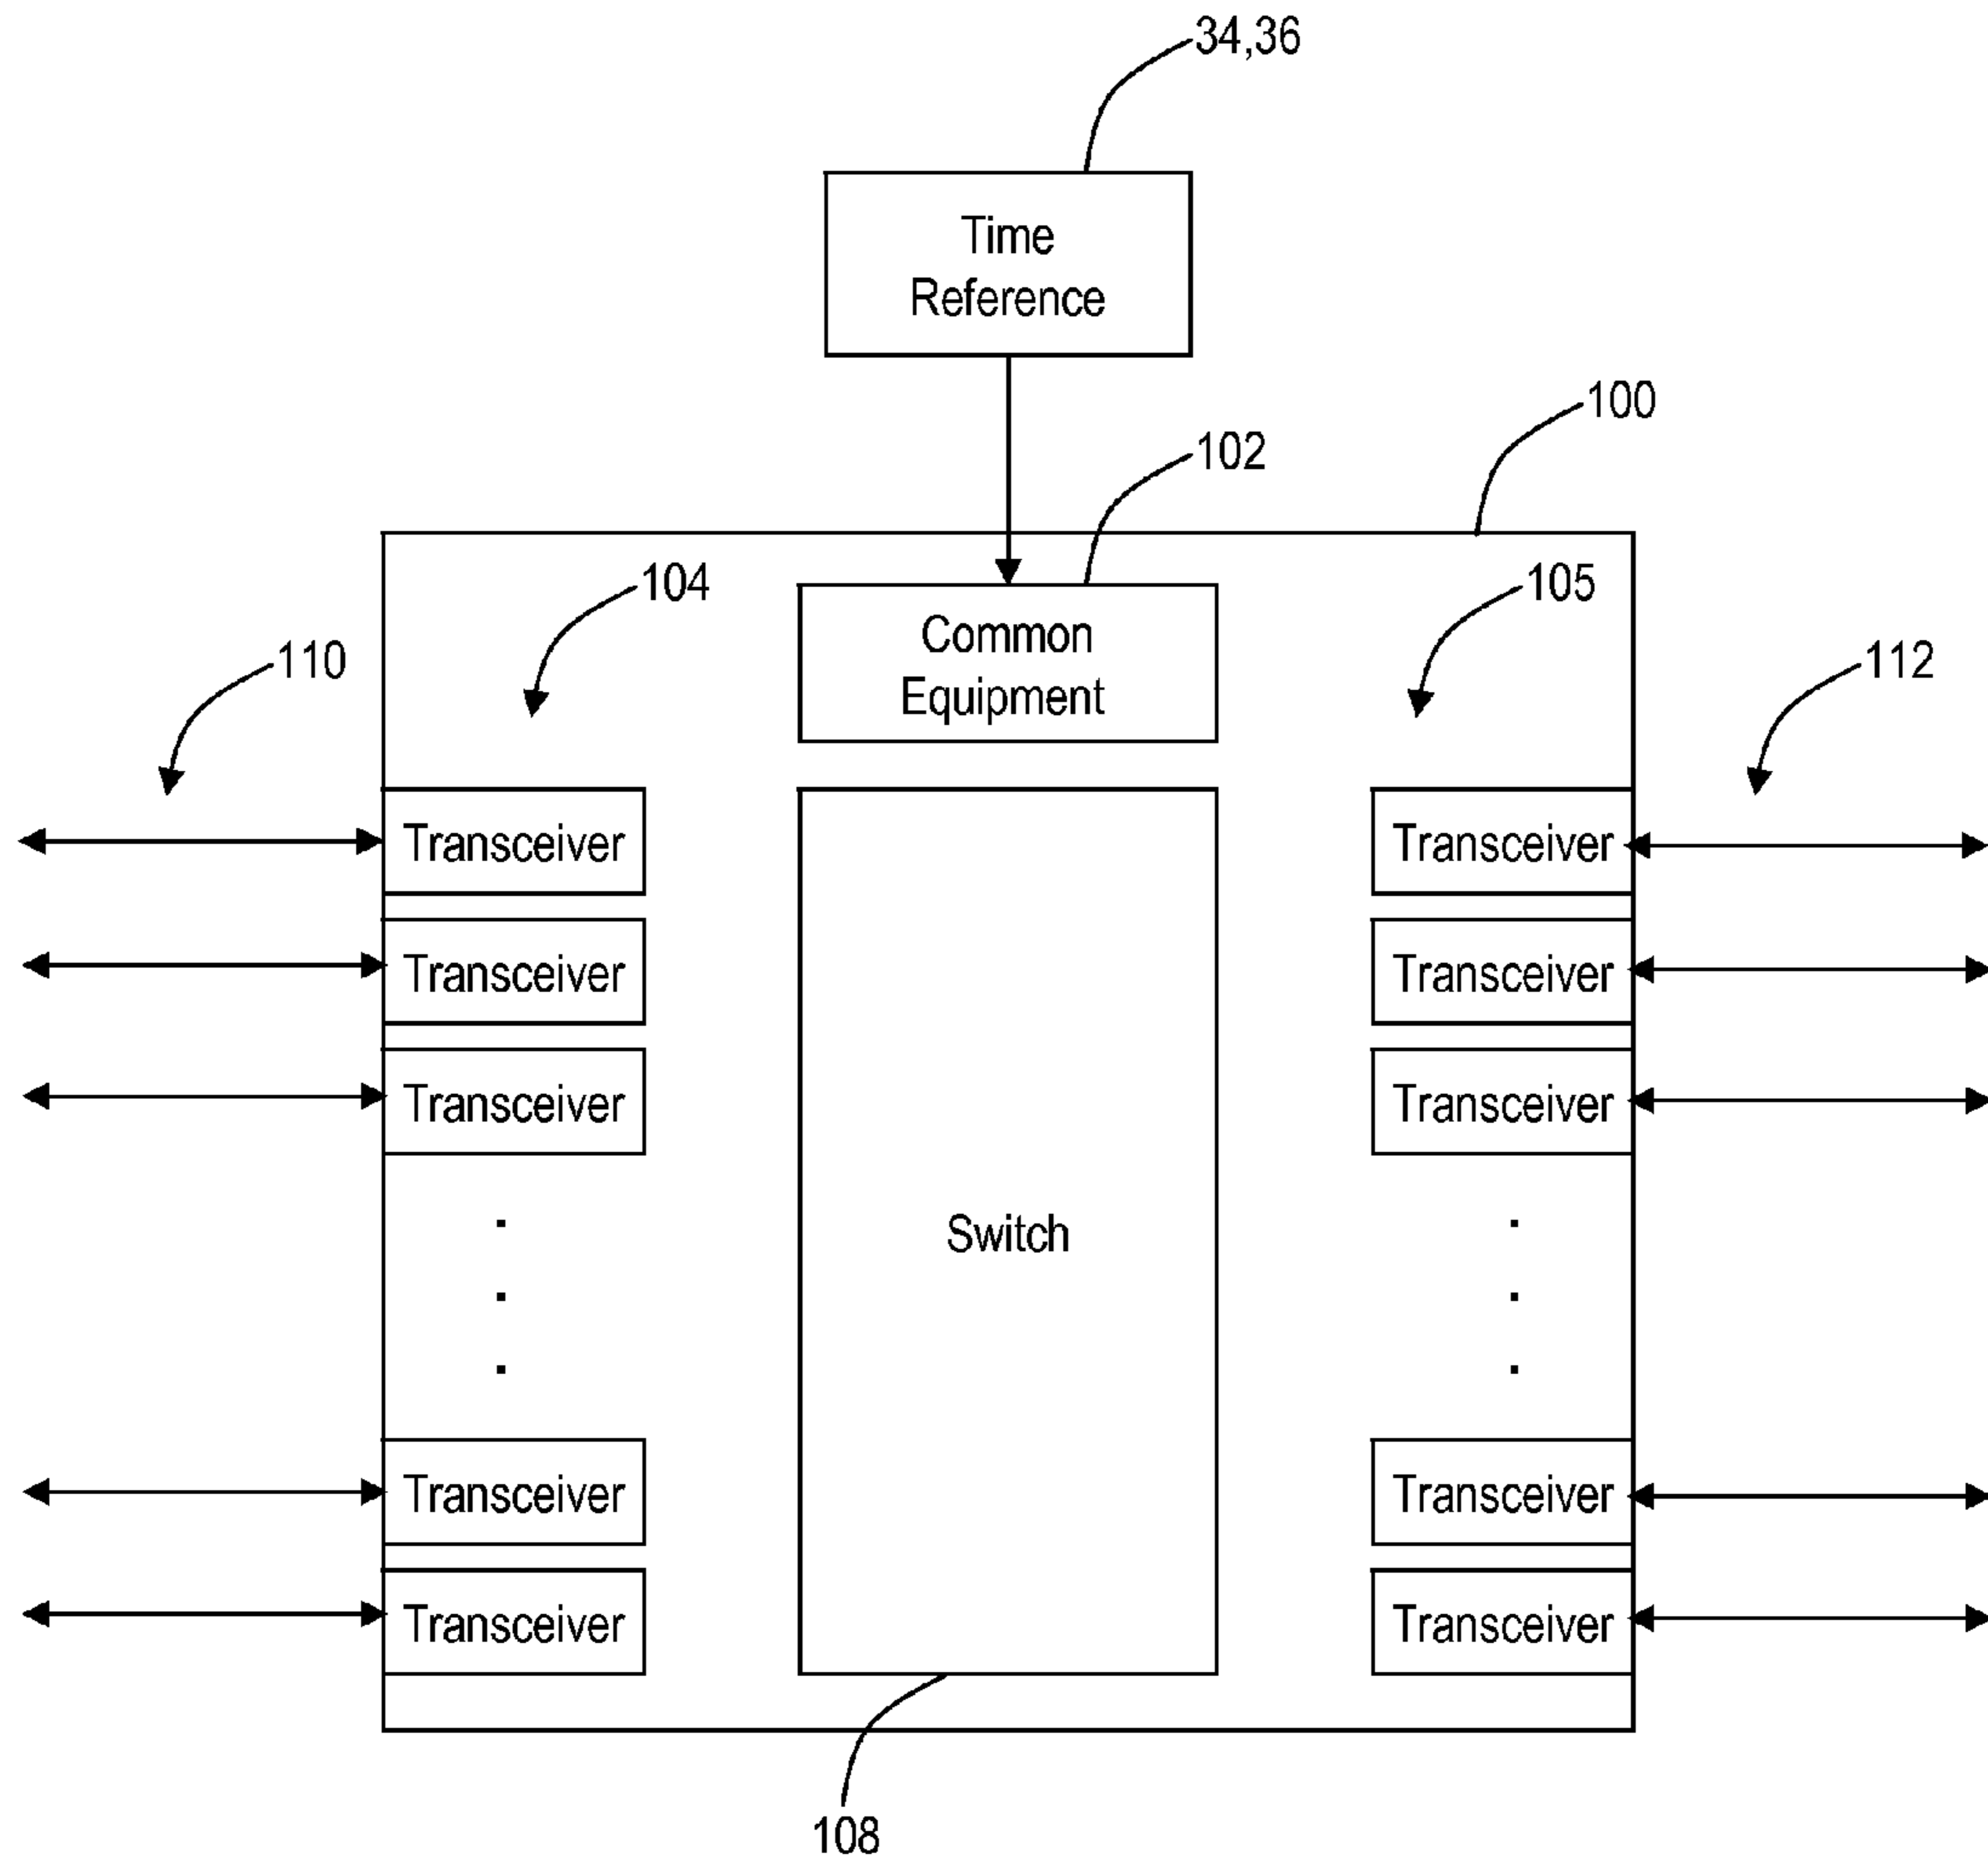 34,36
Time
Reference
100
102
104
105
Common
Equipment
110
112
Transceiver
Transceiver
Transceiver
Transceiver
Transceiver
Transceiver
Switch
Transceiver
Transceiver
Transceiver
Transceiver
108